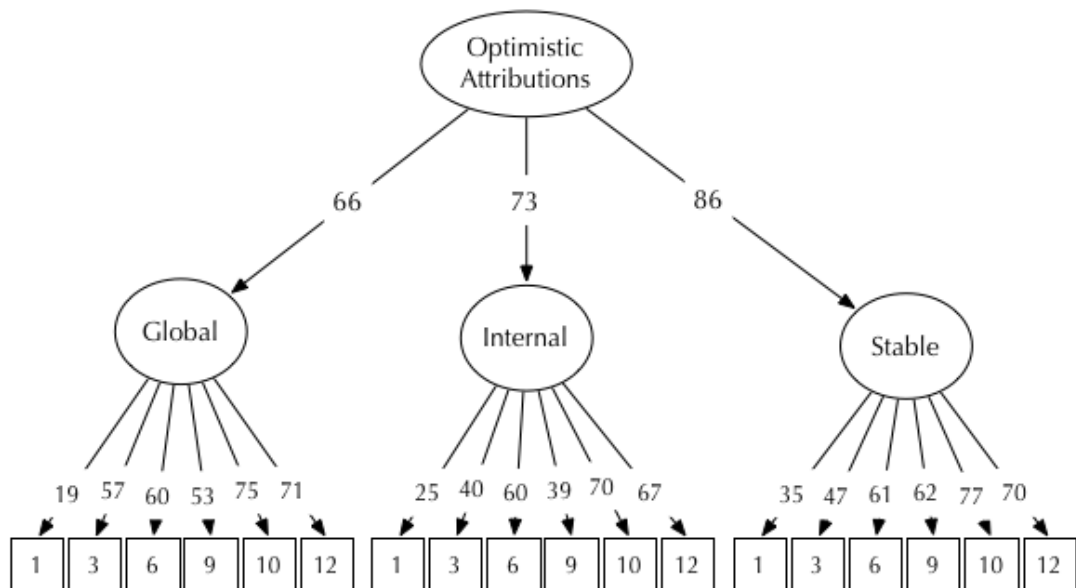 Optimistic
Attributions
66 73 86
Global Internal Stable
19 57 60 53 75 71 25 40 60 39 70 67 35 47 61 62 77 70
1 3 6 9 10 12 1 3 6 9 10 12 1 3 6 9 10 12